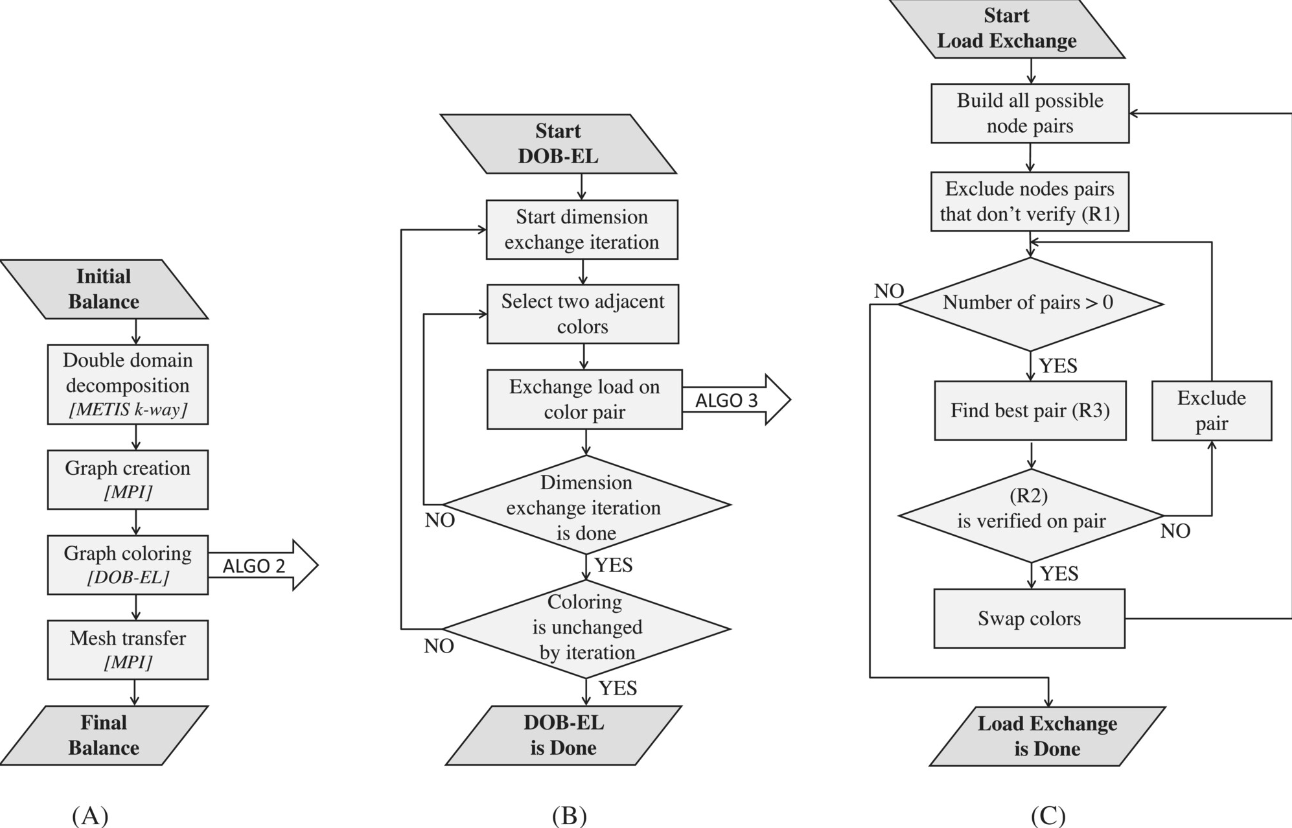 Initial
Balance
Double domain
decomposition
[METIS k-way]
Graph creation
[MPI]
Graph coloring
[DOB-EL]
ALGO 2
Mesh transfer
[MPI]
Final
Balance
(A)
Start
DOB-EL
Start dimension
exchange iteration
Select two adjacent
colors
Exchange load on
color pair
ALGO 3
Dimension
exchange iteration
is done
NO
YES
Coloring
is unchanged
by iteration
NO
YES
DOB-EL
is Done
(B)
Start
Load Exchange
Build all possible
node pairs
Exclude nodes pairs
that don't verify (R1)
NO
Number of pairs > 0
YES
Find best pair (R3)
Exclude
pair
(R2)
is verified on pair
NO
YES
Swap colors
Load Exchange
is Done
(C)